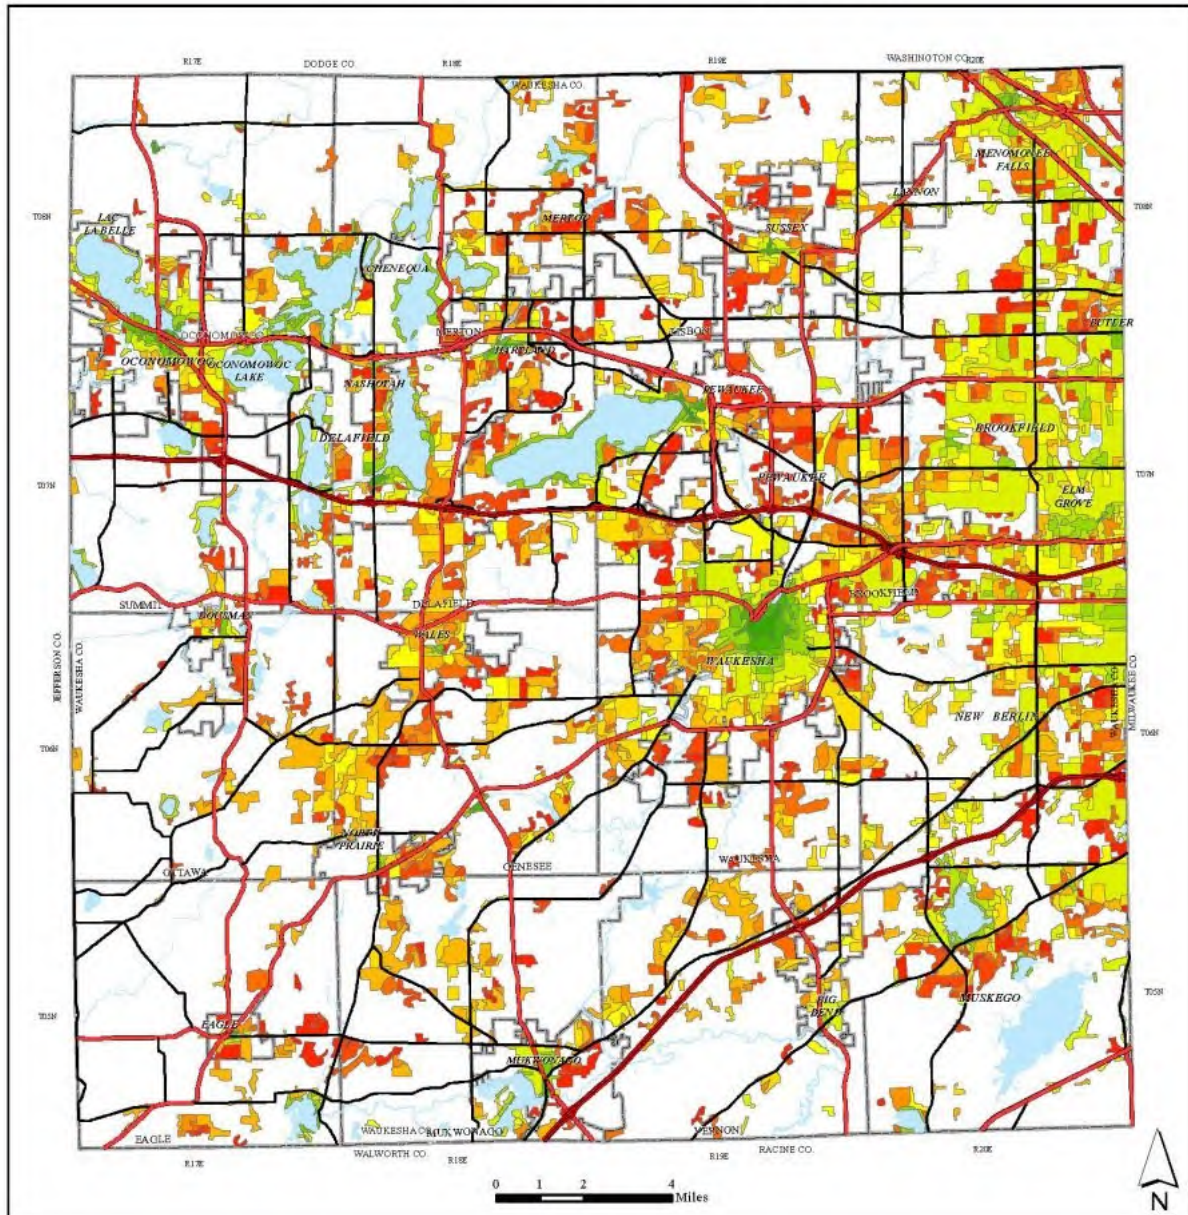 R17E
DODGE CO.
R18E
WAUKESHA CO.
R19E
WASHINGTON CO.
R20E
MENOMONEE
FALLS
LANNON
T08N
T08N
LAC
LA BELLE
MERTON
SUSSEX
CHENEQUA
OCONOMOWOC
MERTON
LISBON
BUTLER
OCONOMOWOC
OCONOMOWOC
LAKE
HARTLAND
NASHOTAH
PEWAUKEE
DELAFIELD
BROOKFIELD
PEWAUKEE
T07N
T07N
ELM
GROVE
SUMMIT
DELAFIELD
BROOKFIELD
DOUSMAN
WALES
WAUKESHA
JEFFERSON CO.
WAUKESHA CO.
WAUKESHA CO.
MILWAUKEE CO.
NEW BERLIN
T06N
T06N
NORTH
PRAIRIE
OTTAWA
GENESEE
WAUKESHA
T05N
T05N
EAGLE
BIG
BEND
MUSKEGO
MUKWONAGO
EAGLE
WAUKESHA CO.
MUKWONAGO
VERNON
WALWORTH CO.
RACINE CO.
R17E
R18E
R19E
R20E
0 1 2 4
Miles
N